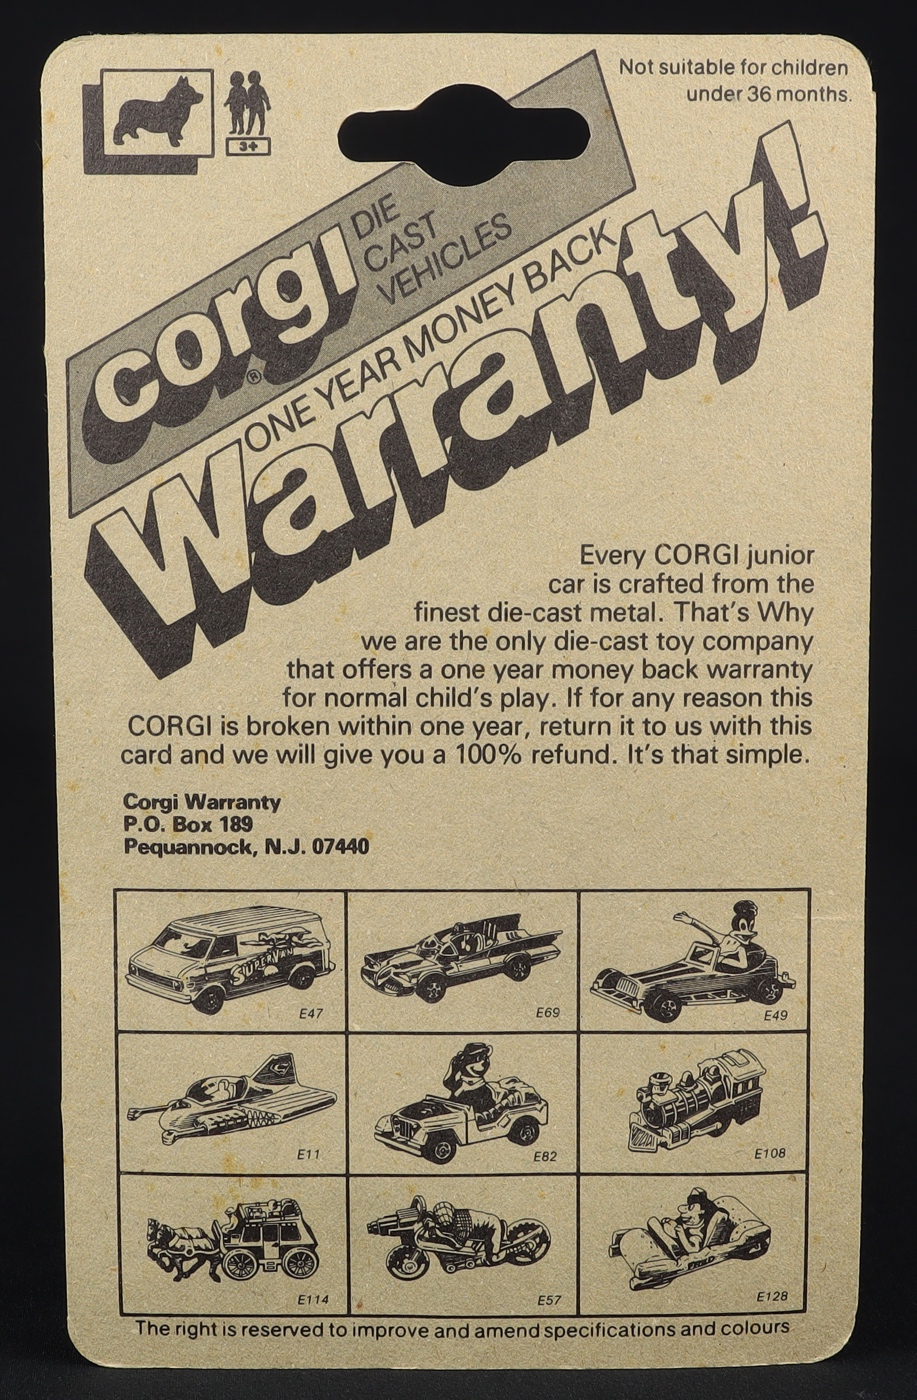 3+
Not suitable for children
under 36 months.
corgi ®
DIE
CAST
VEHICLES
ONE YEAR MONEY BACK
Warranty!
Every CORGI junior
car is crafted from the
finest die-cast metal. That's Why
we are the only die-cast toy company
that offers a one year money back warranty
for normal child's play. If for any reason this
CORGI is broken within one year, return it to us with this
card and we will give you a 100% refund. It's that simple.
Corgi Warranty
P.O. Box 189
Pequannock, N.J. 07440
SUPERVAN
E47
E69
E49
E11
E82
E108
E114
E57
E128
The right is reserved to improve and amend specifications and colours